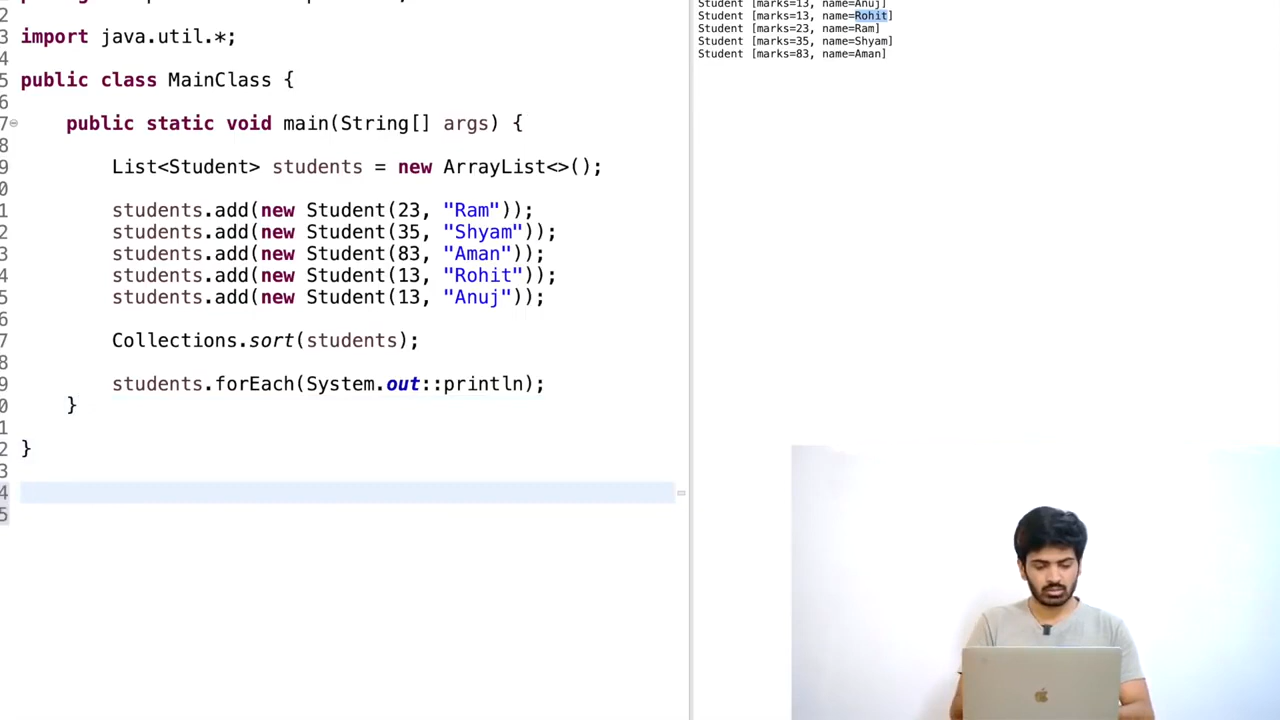 2
3 import java.util.*;
4
5 public class MainClass {
6
7 public static void main(String[] args) {
8
9 List<Student> students = new ArrayList<>();
0
1 students.add(new Student(23, "Ram"));
2 students.add(new Student(35, "Shyam"));
3 students.add(new Student(83, "Aman"));
4 students.add(new Student(13, "Rohit"));
5 students.add(new Student(13, "Anuj"));
6
7 Collections.sort(students);
8
9 students.forEach(System.out::println);
0 }
1
2 }
3
4
5
Student [marks=13, name=Anuj]
Student [marks=13, name=Rohit]
Student [marks=23, name=Ram]
Student [marks=35, name=Shyam]
Student [marks=83, name=Aman]